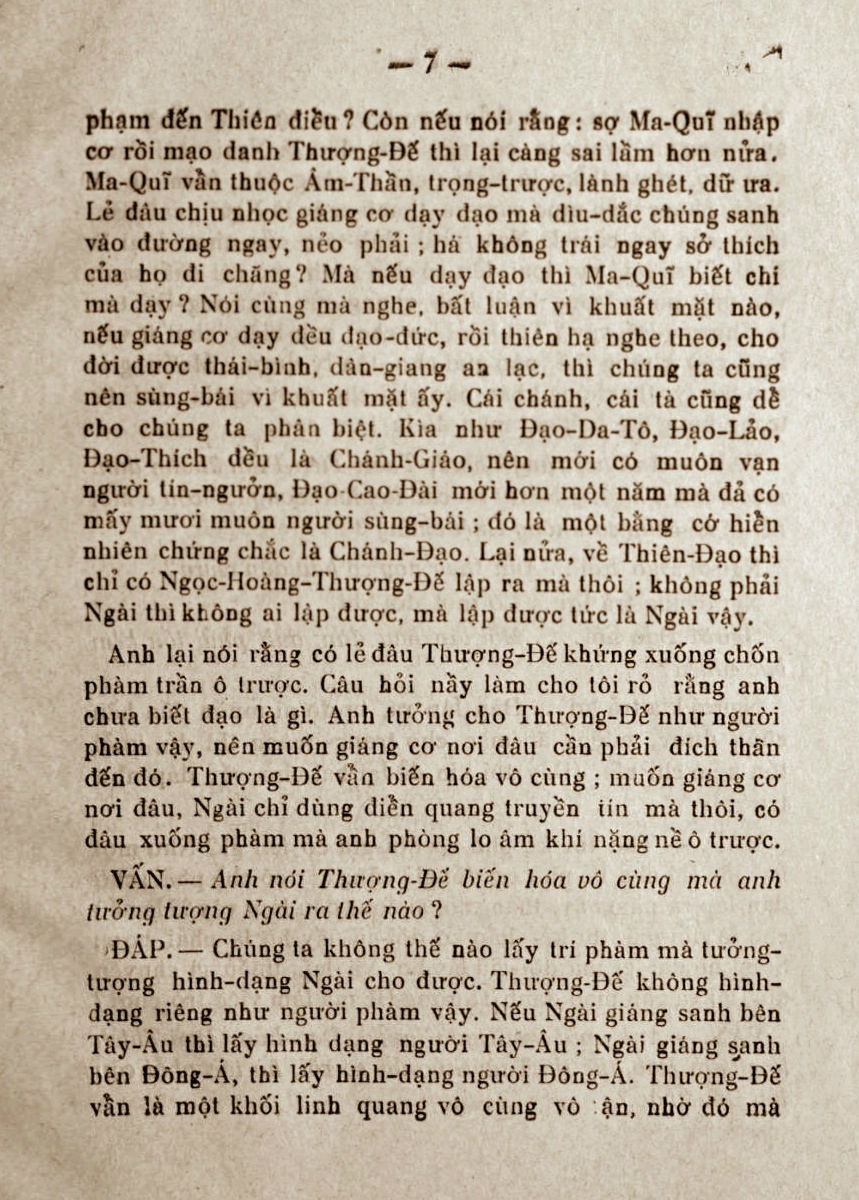 — 7 —
phạm đến Thiên điều? Còn nếu nói rằng: sợ Ma-Quĩ nhập
cơ rồi mạo danh Thượng-Đế thì lại càng sai lầm hơn nửa.
Ma-Quĩ vẫn thuộc Âm-Thần, trọng-trược, lành ghét, dữ ưa.
Lẻ đâu chịu nhọc giáng cơ dạy đạo mà dìu-dắc chúng sanh
vào đường ngay, nẻo phải ; há không trái ngay sở thích
của họ đi chăng? Mà nếu dạy đạo thì Ma-Quĩ biết chi
mà dạy? Nói cùng mà nghe, bất luận vì khuất mặt nào,
nếu giáng cơ dạy đều đạo-đức, rồi thiên hạ nghe theo, cho
đời được thái-bình, dân-giang an lạc, thì chúng ta cũng
nên sùng-bái vì khuất mặt ấy. Cái chánh, cái tà cũng dễ
cho chúng ta phân biệt. Kìa như Đạo-Da-Tô, Đạo-Lảo,
Đạo-Thích đều là Chánh-Giáo, nên mới có muôn vạn
người tín-ngưởn, Đạo-Cao-Đài mới hơn một năm mà đả có
mấy mươi muôn người sùng-bái ; đó là một bằng cớ hiễn
nhiên chứng chắc là Chánh-Đạo. Lại nửa, về Thiên-Đạo thì
chỉ có Ngọc-Hoàng-Thượng-Đế lập ra mà thôi ; không phải
Ngài thì không ai lập được, mà lập được tức là Ngài vậy.
Anh lại nói rằng có lẻ đâu Thượng-Đế khứng xuống chốn
phàm trần ô trược. Câu hỏi nầy làm cho tôi rỏ rằng anh
chưa biết đạo là gì. Anh tưởng cho Thượng-Đế như người
phàm vậy, nên muốn giáng cơ nơi đâu cần phải đích thân
đến đó. Thượng-Đế vẫn biến hóa vô cùng ; muốn giáng cơ
nơi đâu, Ngài chỉ dùng diễn quang truyền tín mà thôi, có
đâu xuống phàm mà anh phòng lo âm khí nặng nề ô trược.
VẤN.— Anh nói Thượng-Đế biến hóa vô cùng mà anh
tưởng tượng Ngài ra thế nào?
ĐÁP.— Chúng ta không thế nào lấy trí phàm mà tưởng-
tượng hình-dạng Ngài cho được. Thượng-Đế không hình-
dạng riêng như người phàm vậy. Nếu Ngài giáng sanh bên
Tây-Âu thì lấy hình dạng người Tây-Âu ; Ngài giáng sanh
bên Đông-Á, thì lấy hình-dạng người Đông-Á. Thượng-Đế
vẫn là một khối linh quang vô cùng vô ận, nhờ đó mà